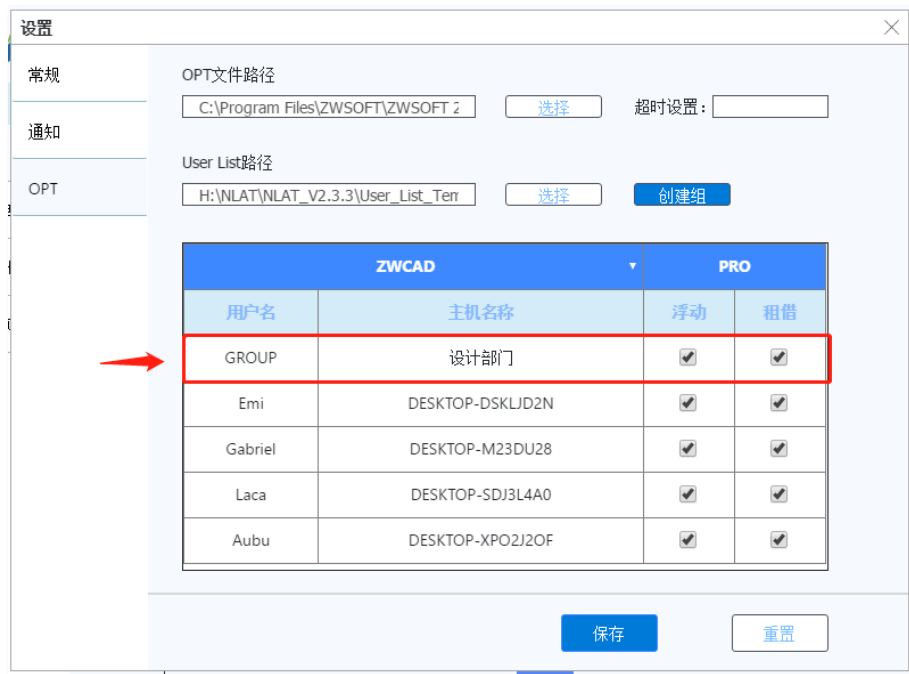 设置
常规
通知
OPT
OPT文件路径
C:\Program Files\ZWSOFT\ZWSOFT 2
选择
超时设置：
User List路径
H:\NLAT\NLAT_V2.3.3\User_List_Tem
选择
创建组
ZWCAD PRO
用户名 主机名称 浮动 租借
GROUP 设计部门
Emi DESKTOP-DSKLJD2N
Gabriel DESKTOP-M23DU28
Laca DESKTOP-SDJ3L4A0
Aubu DESKTOP-XPO2J2OF
保存
重置